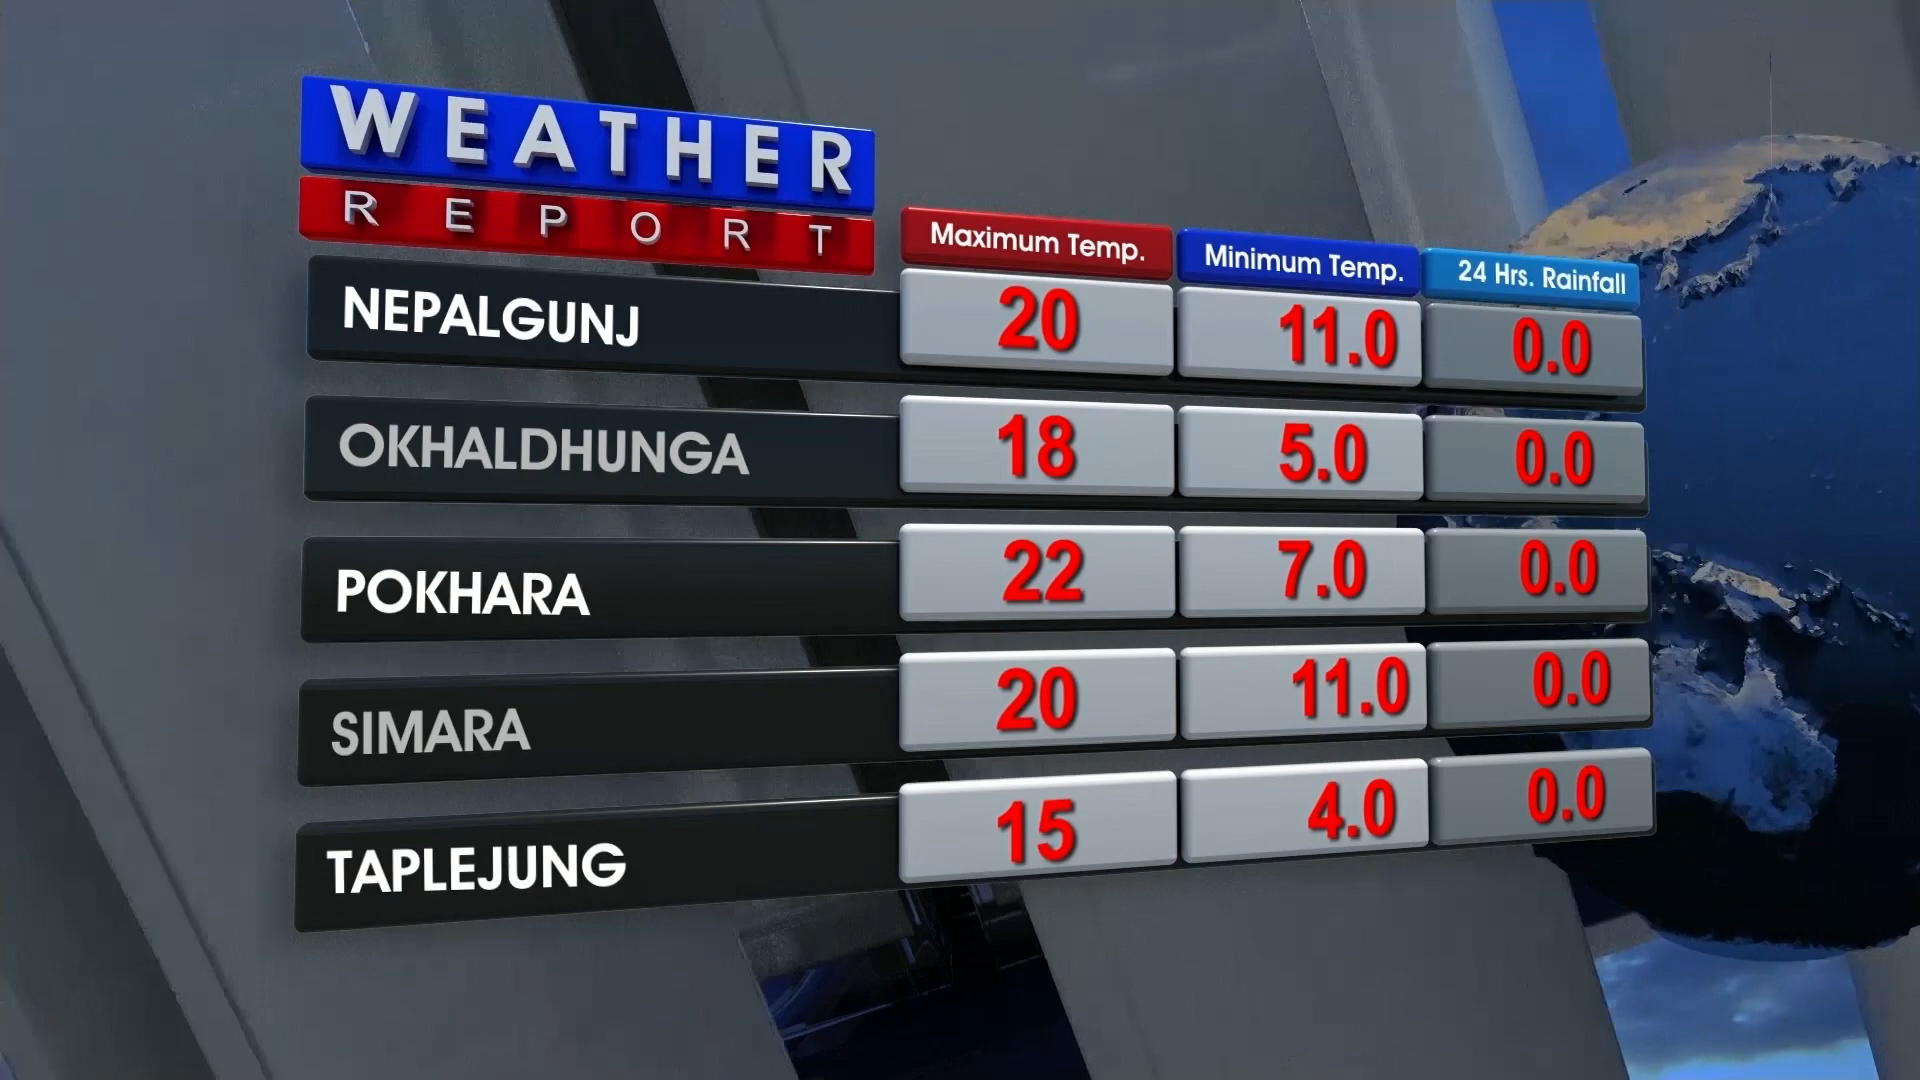 WEATHER
REPORT
Maximum Temp. Minimum Temp. 24 Hrs. Rainfall
NEPALGUNJ 20 11.0 0.0
OKHALDHUNGA 18 5.0 0.0
POKHARA 22 7.0 0.0
SIMARA 20 11.0 0.0
TAPLEJUNG 15 4.0 0.0